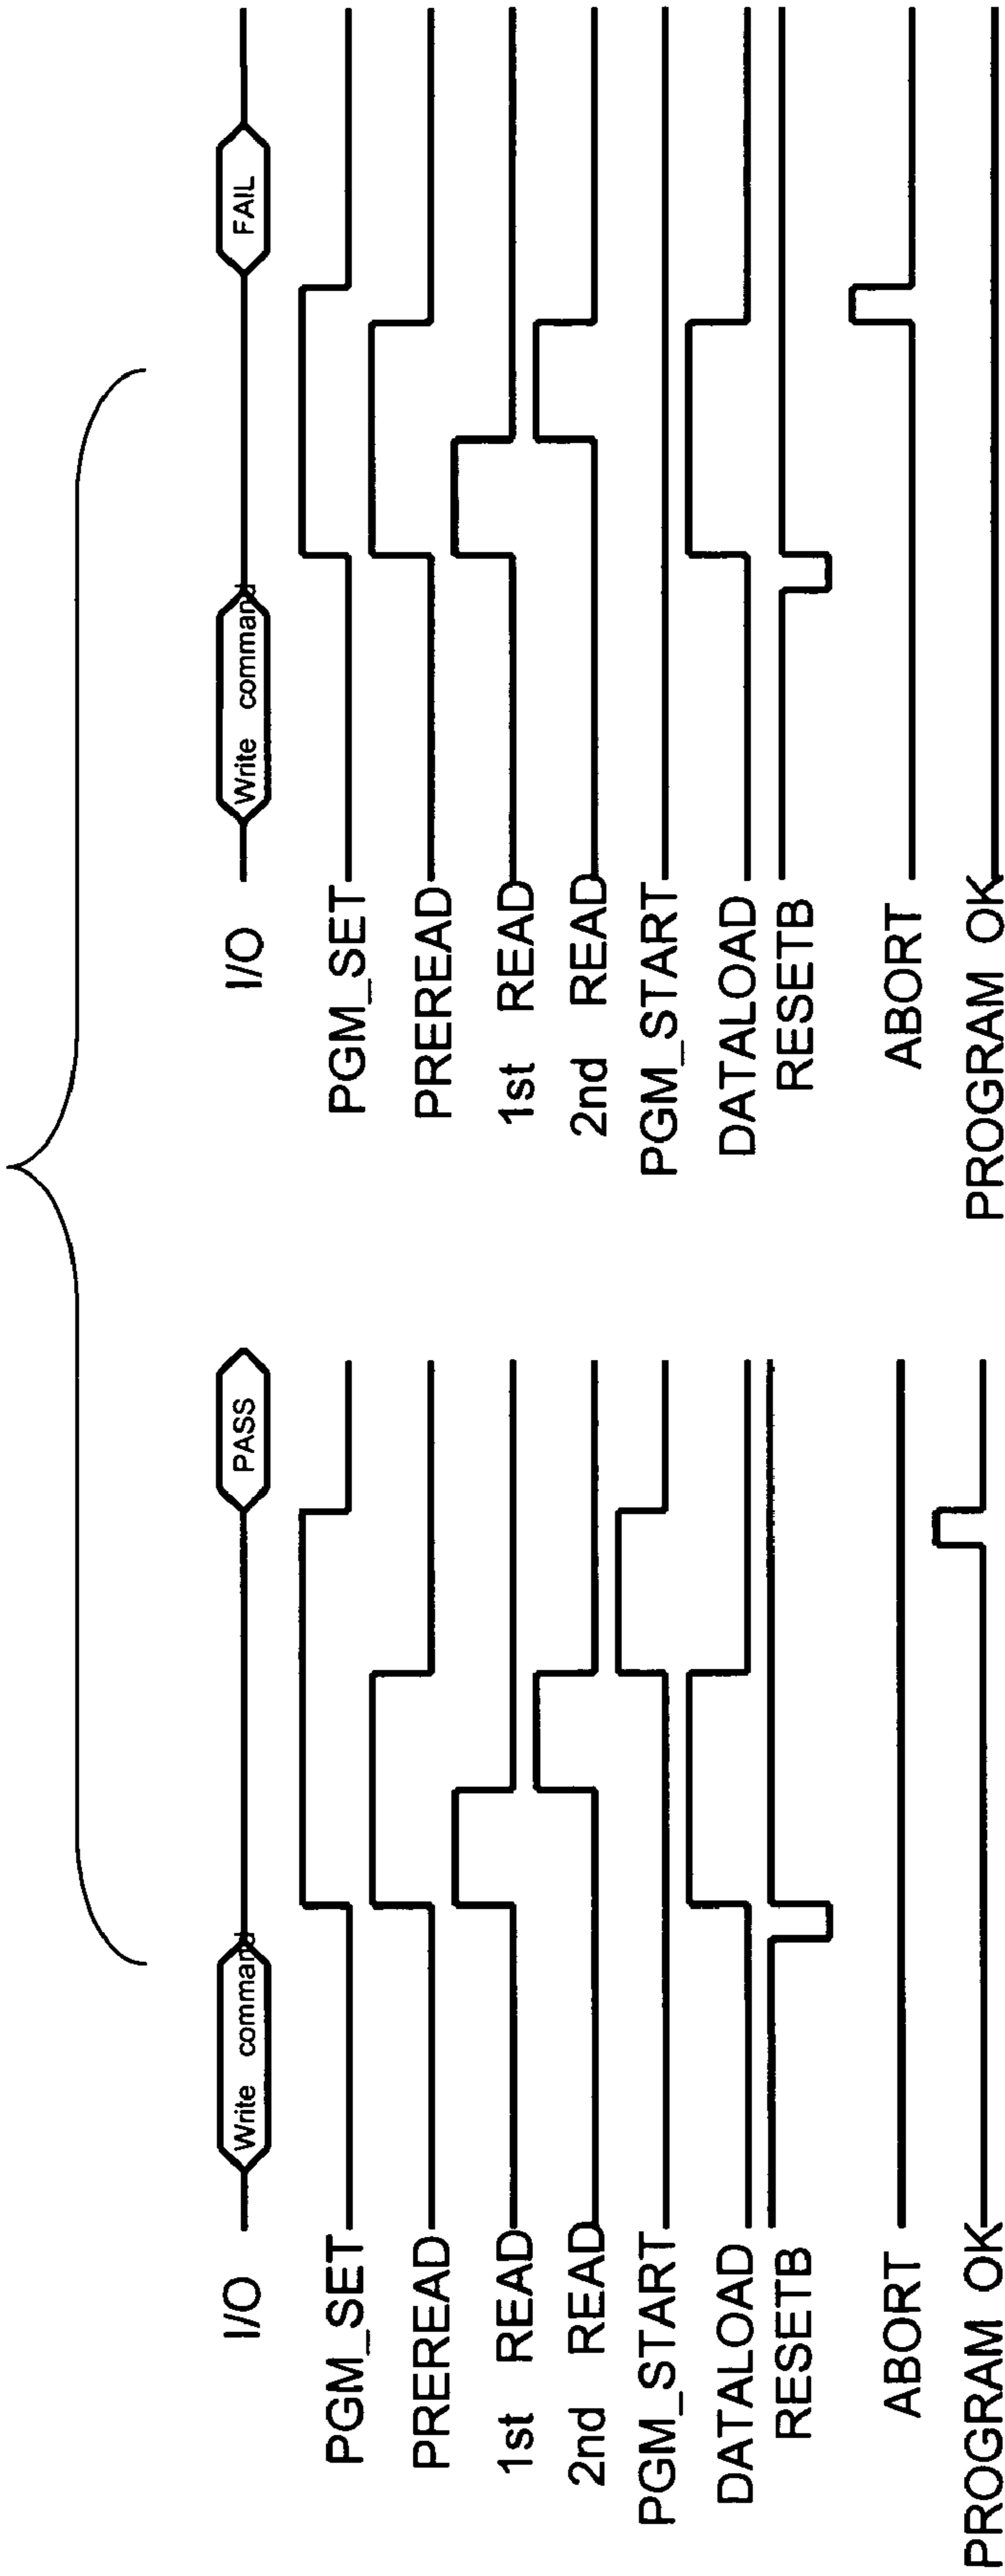 I/O
Write command
PASS
PGM_SET
PREREAD
1st READ
2nd READ
PGM_START
DATALOAD
RESETB
ABORT
PROGRAM OK
I/O
Write command
FAIL
PGM_SET
PREREAD
1st READ
2nd READ
PGM_START
DATALOAD
RESETB
ABORT
PROGRAM OK